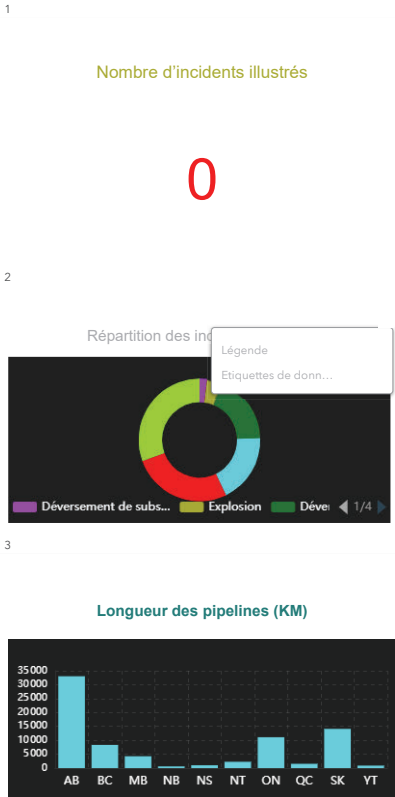 1
Nombre d'incidents illustrés
0
2
Répartition des
Légende
Etiquettes de donn...
Déversement de subs... Explosion 1/4
3
Longueur des pipelines (KM)
35000
30000
25000
20000
15000
10000
5000
0
AB BC MB NB NS NT ON QC SK YT